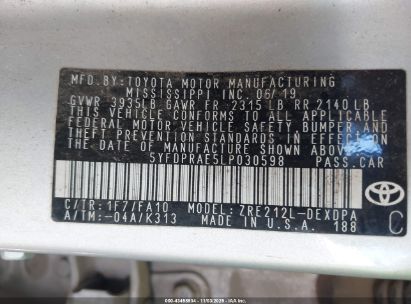 MFD. BY: TOYOTA MOTOR MANUFACTURING
MISSISSIPPI INC. 06/19
GVWR 3935LB GAWR FR 2315 LB RR 2140 LB
THIS VEHICLE CONFORMS TO ALL APPLICABLE
FEDERAL MOTOR VEHICLE SAFETY, BUMPER, AND
THEFT PREVENTION STANDARDS IN EFFECT ON
THE DATE OF MANUFACTURE SHOWN ABOVE.
5YFDPRAE5LP030598 PASS. CAR
C/TR: 1F7/FA10 MODEL: ZRE212L-DEXDPA
A/TM: -04A/K313 MADE IN U.S.A. 188
TOYOTA
C